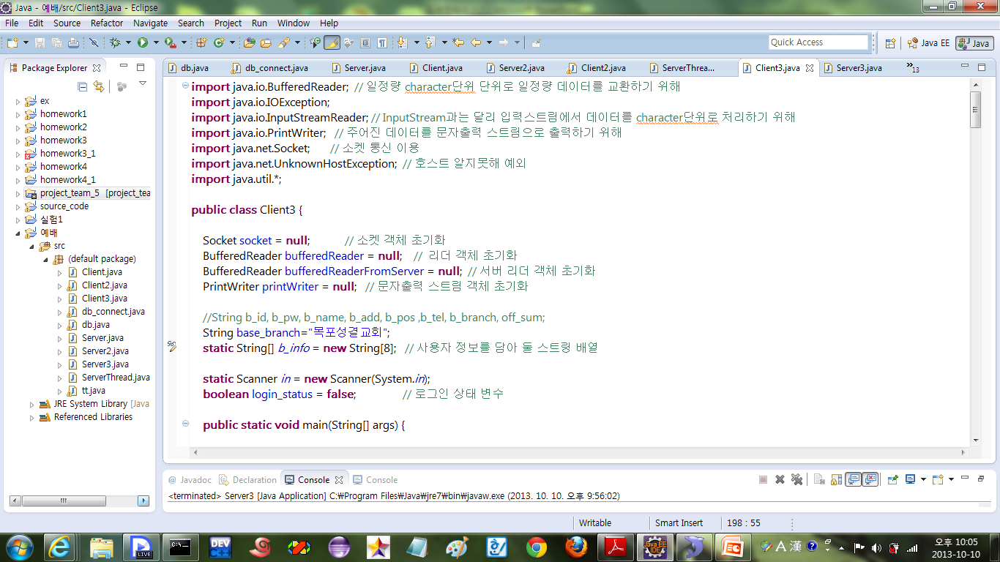 Java - 예배/src/Client3.java - Eclipse
File Edit Source Refactor Navigate Search Project Run Window Help
Quick Access
Java EE
Java
Package Explorer
db.java
db_connect.java
Server.java
Client.java
Server2.java
Client2.java
ServerThrea...
Client3.java
Server3.java
13
ex
homework1
homework2
homework3
homework3_1
homework4
homework4_1
project_team_5 [project_tea
source_code
실험1
예배
src
(default package)
Client.java
Client2.java
Client3.java
db_connect.java
db.java
Server.java
Server2.java
Server3.java
ServerThread.java
tt.java
JRE System Library [Java
Referenced Libraries
import java.io.BufferedReader; // 일정량 character단위 단위로 일정량 데이터를 교환하기 위해
import java.io.IOException;
import java.io.InputStreamReader; // InputStream과는 달리 입력스트림에서 데이터를 character단위로 처리하기 위해
import java.io.PrintWriter; // 주어진 데이터를 문자출력 스트림으로 출력하기 위해
import java.net.Socket; // 소켓 통신 이용
import java.net.UnknownHostException; // 호스트 알지못해 예외
import java.util.*;
public class Client3 {
Socket socket = null; // 소켓 객체 초기화
BufferedReader bufferedReader = null; // 리더 객체 초기화
BufferedReader bufferedReaderFromServer = null; // 서버 리더 객체 초기화
PrintWriter printWriter = null; // 문자출력 스트림 객체 초기화
//String b_id, b_pw, b_name, b_add, b_pos ,b_tel, b_branch, off_sum;
String base_branch="목포성결교회";
static String[] b_info = new String[8]; // 사용자 정보를 담아 둘 스트링 배열
static Scanner in = new Scanner(System.in);
boolean login_status = false; // 로그인 상태 변수
public static void main(String[] args) {
@ Javadoc
Declaration
Console
Console
<terminated> Server3 [Java Application] C:₩Program Files₩Java₩jre7₩bin₩javaw.exe (2013. 10. 10. 오후 9:56:02)
Writable
Smart Insert
198 : 55
LIVE
C:\
DEV
C++
Java EE
IDE
A 漢
오후 10:05
2013-10-10